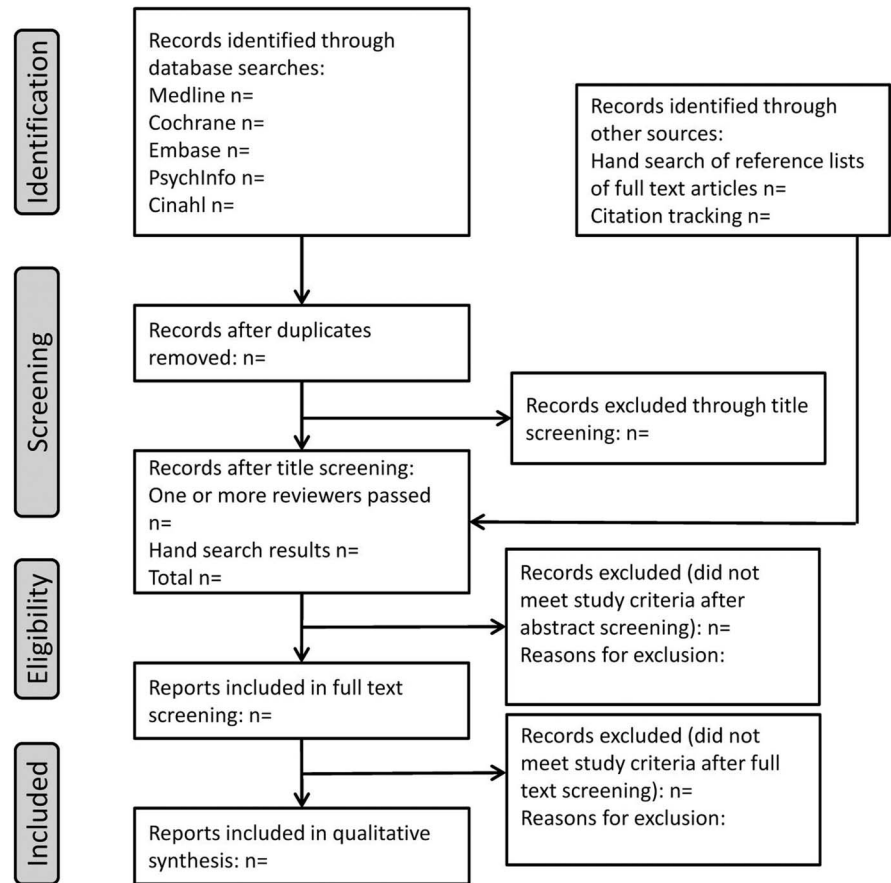 Identification
Records identified through
database searches:
Medline n=
Cochrane n=
Embase n=
PsychInfo n=
Cinahl n=
Records identified through
other sources:
Hand search of reference lists
of full text articles n=
Citation tracking n=
Screening
Records after duplicates
removed: n=
Records excluded through title
screening: n=
Records after title screening:
One or more reviewers passed
n=
Hand search results n=
Total n=
Eligibility
Records excluded (did not
meet study criteria after
abstract screening): n=
Reasons for exclusion:
Reports included in full text
screening: n=
Included
Records excluded (did not
meet study criteria after full
text screening): n=
Reasons for exclusion:
Reports included in qualitative
synthesis: n=